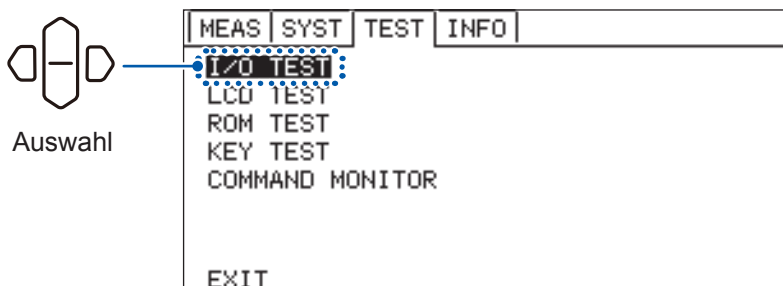 MEAS SYST TEST INFO
I/O TEST
LCD TEST
ROM TEST
KEY TEST
COMMAND MONITOR
EXIT
Auswahl